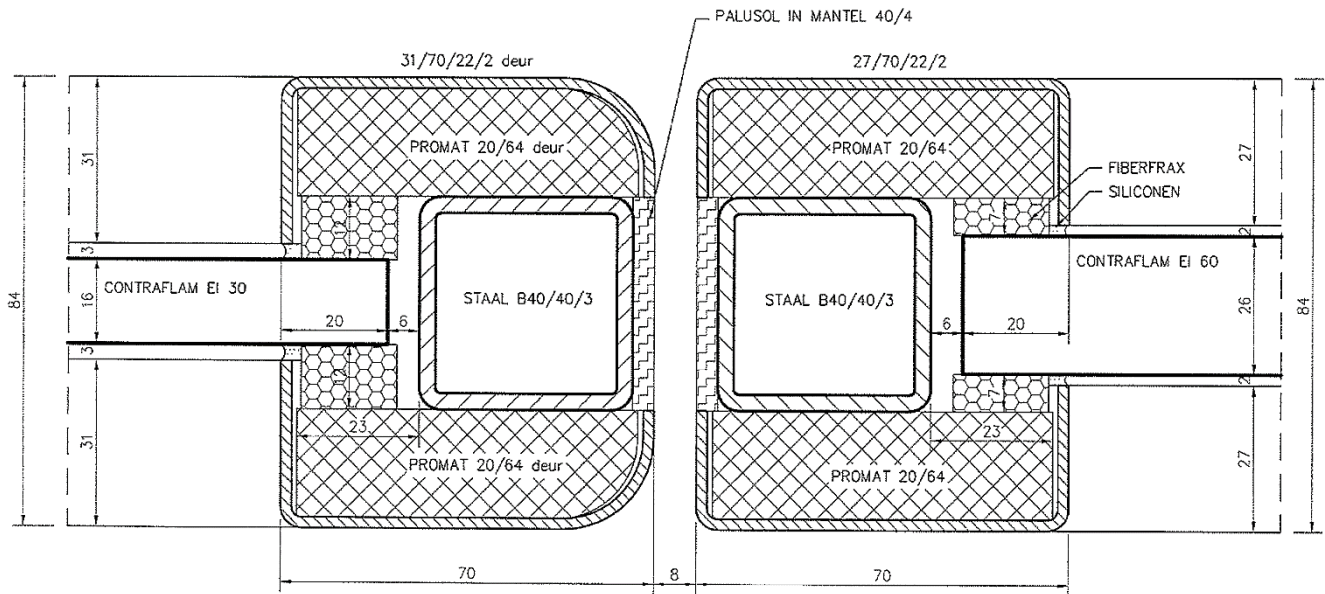 PALUSOL IN MANTEL 40/4
31/70/22/2 deur
27/70/22/2
PROMAT 20/64 deur
PROMAT 20/64
31
27
FIBERFRAX
SILICONEN
12
7
3
2
CONTRAFLAM EI 30
STAAL B40/40/3
STAAL B40/40/3
CONTRAFLAM EI 60
84
16
20
6
6
20
26
84
3
2
12
7
23
23
31
27
PROMAT 20/64 deur
PROMAT 20/64
70
8
70